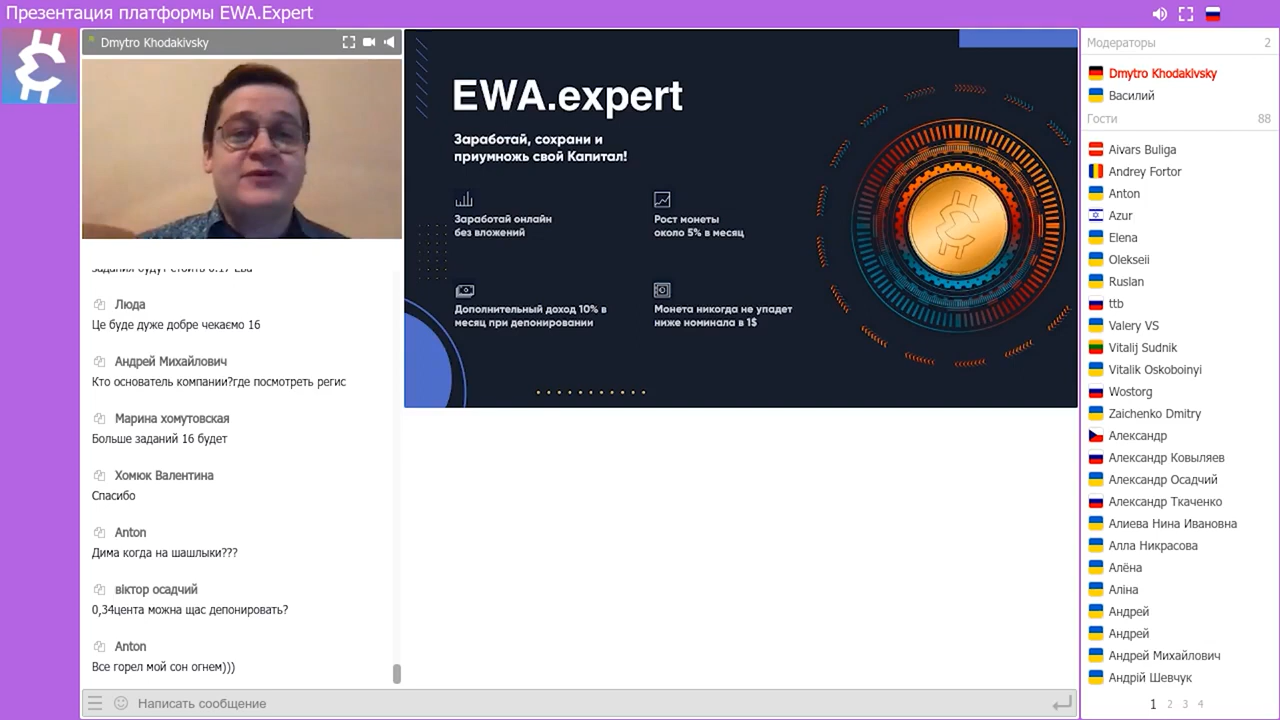 Презентация платформы EWA.Expert
Dmytro Khodakivsky
EWA.expert
Заработай, сохрани и
приумножь свой Капитал!
Заработай онлайн
без вложений
Рост монеты
около 5% в месяц
Дополнительный доход 10% в
месяц при депонировании
Монета никогда не упадет
ниже номинала в 1$
Люда
Це буде дуже добре чекаємо 16
Андрей Михайлович
Кто основатель компании?где посмотреть регис
Марина хомутовская
Больше заданий 16 будет
Хомюк Валентина
Спасибо
Anton
Дима когда на шашлыки???
віктор осадчий
0,34цента можна щас депонировать?
Anton
Все горел мой сон огнем)))
Написать сообщение
Модераторы 2
Dmytro Khodakivsky
Василий
Гости 88
Aivars Buliga
Andrey Fortor
Anton
Azur
Elena
Olekseii
Ruslan
ttb
Valery VS
Vitalij Sudnik
Vitalik Oskoboinyi
Wostorg
Zaichenko Dmitry
Александр
Александр Ковыляев
Александр Осадчий
Александр Ткаченко
Алиева Нина Ивановна
Алла Никрасова
Алёна
Аліна
Андрей
Андрей
Андрей Михайлович
Андрій Шевчук
1 2 3 4